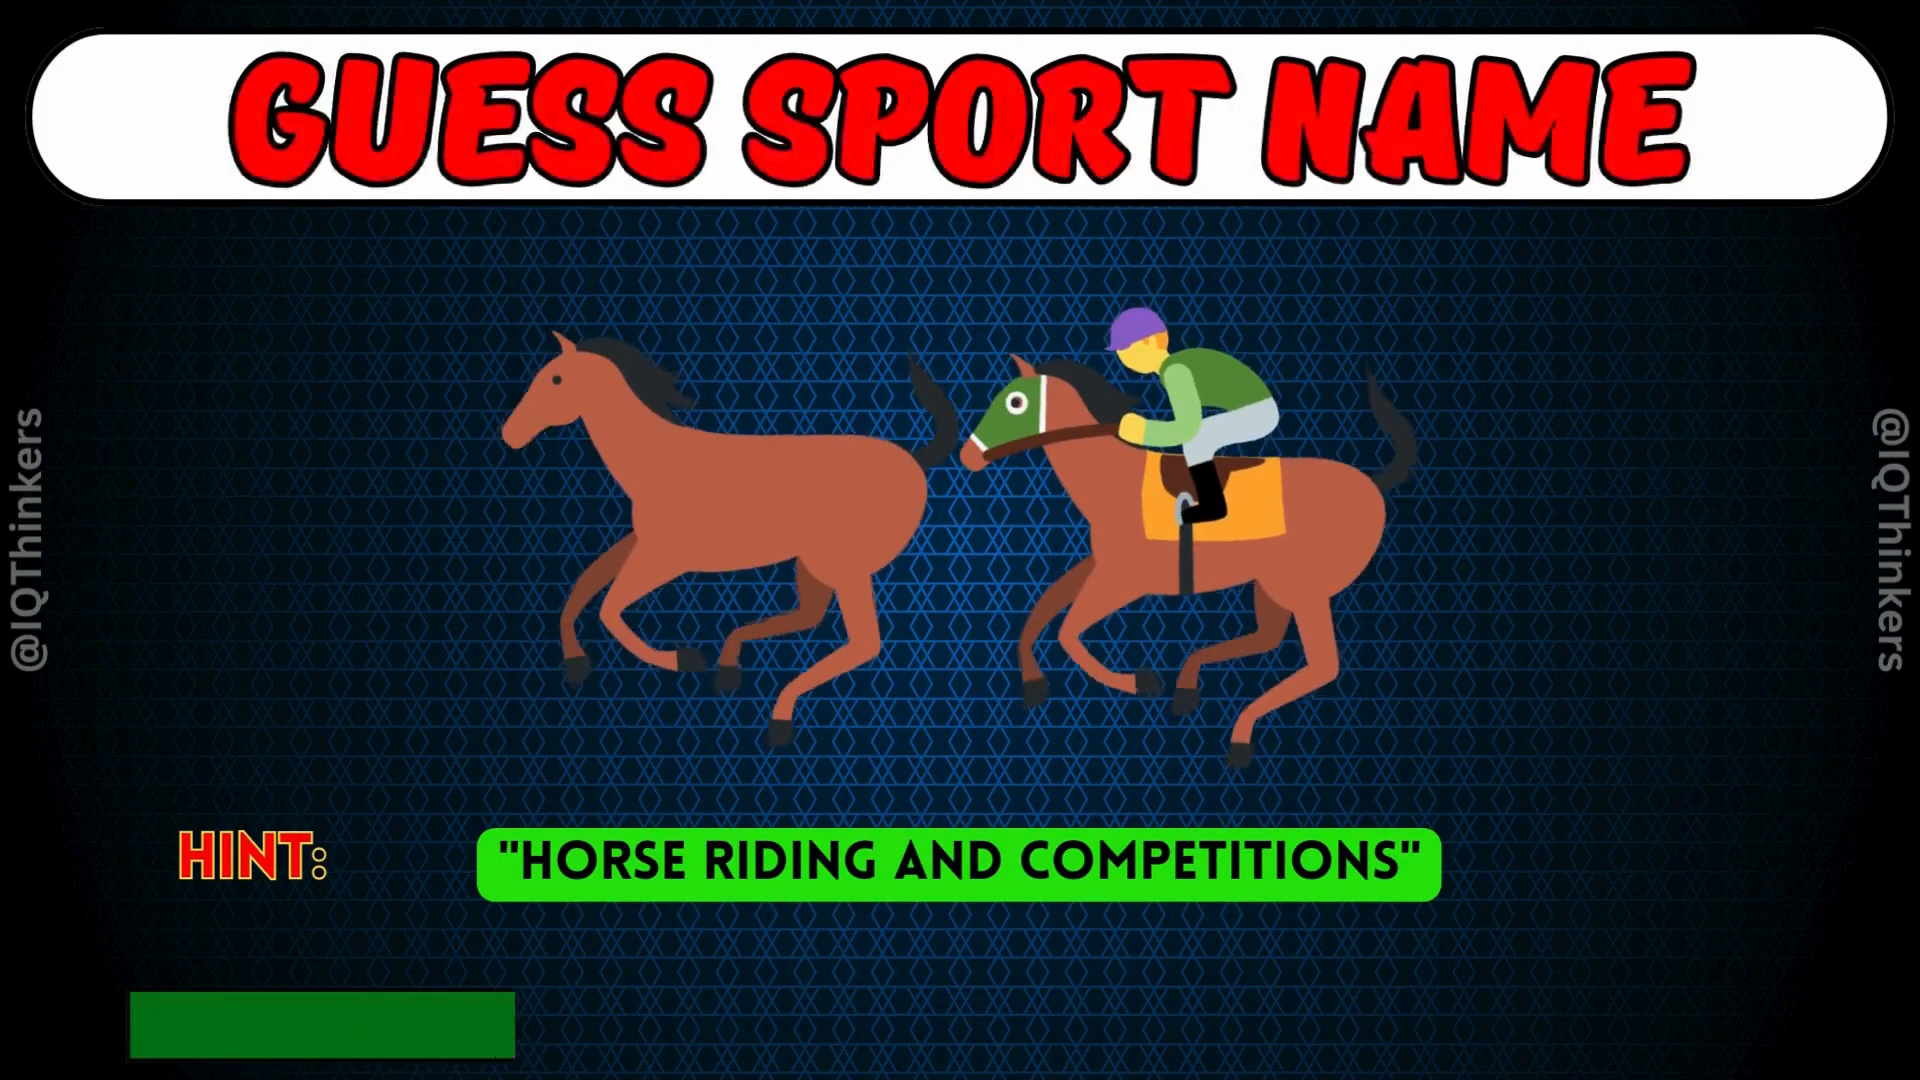 GUESS SPORT NAME
@IQThinkers
@IQThinkers
HINT:
"HORSE RIDING AND COMPETITIONS"